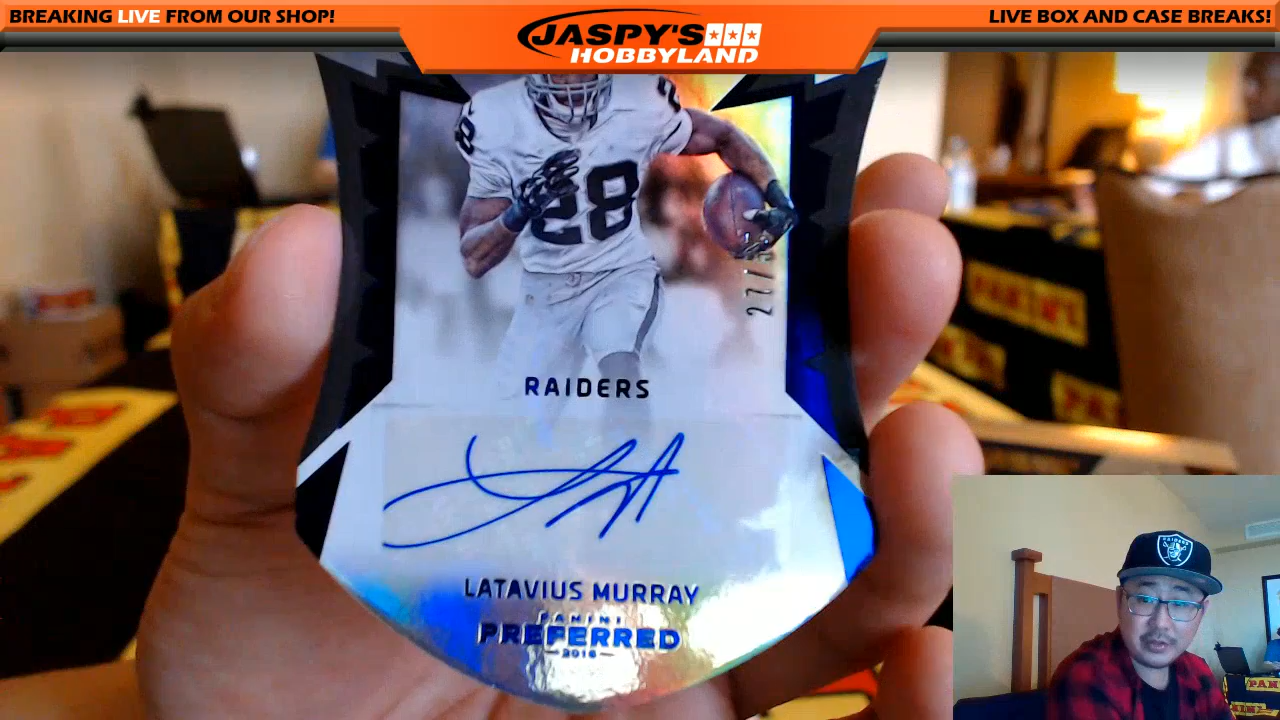 BREAKING LIVE FROM OUR SHOP!
JASPY'S
HOBBYLAND
LIVE BOX AND CASE BREAKS!
28
RAIDERS
LATAVIUS MURRAY
PANINI
PREFERRED
2016
RAIDERS